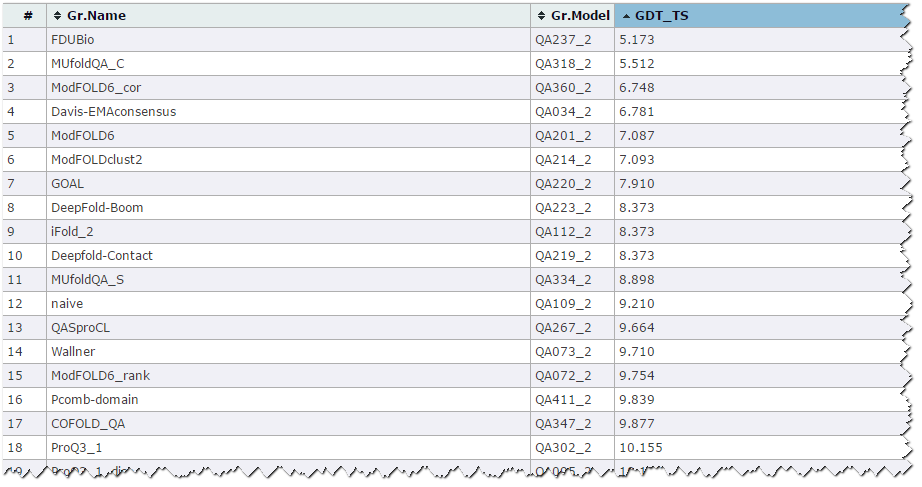 # Gr.Name Gr.Model GDT_TS
1 FDUBio QA237_2 5.173
2 MUfoldQA_C QA318_2 5.512
3 ModFOLD6_cor QA360_2 6.748
4 Davis-EMAconsensus QA034_2 6.781
5 ModFOLD6 QA201_2 7.087
6 ModFOLDclust2 QA214_2 7.093
7 GOAL QA220_2 7.910
8 DeepFold-Boom QA223_2 8.373
9 iFold_2 QA112_2 8.373
10 Deepfold-Contact QA219_2 8.373
11 MUfoldQA_S QA334_2 8.898
12 naive QA109_2 9.210
13 QASproCL QA267_2 9.664
14 Wallner QA073_2 9.710
15 ModFOLD6_rank QA072_2 9.754
16 Pcomb-domain QA411_2 9.839
17 COFOLD_QA QA347_2 9.877
18 ProQ3_1 QA302_2 10.155